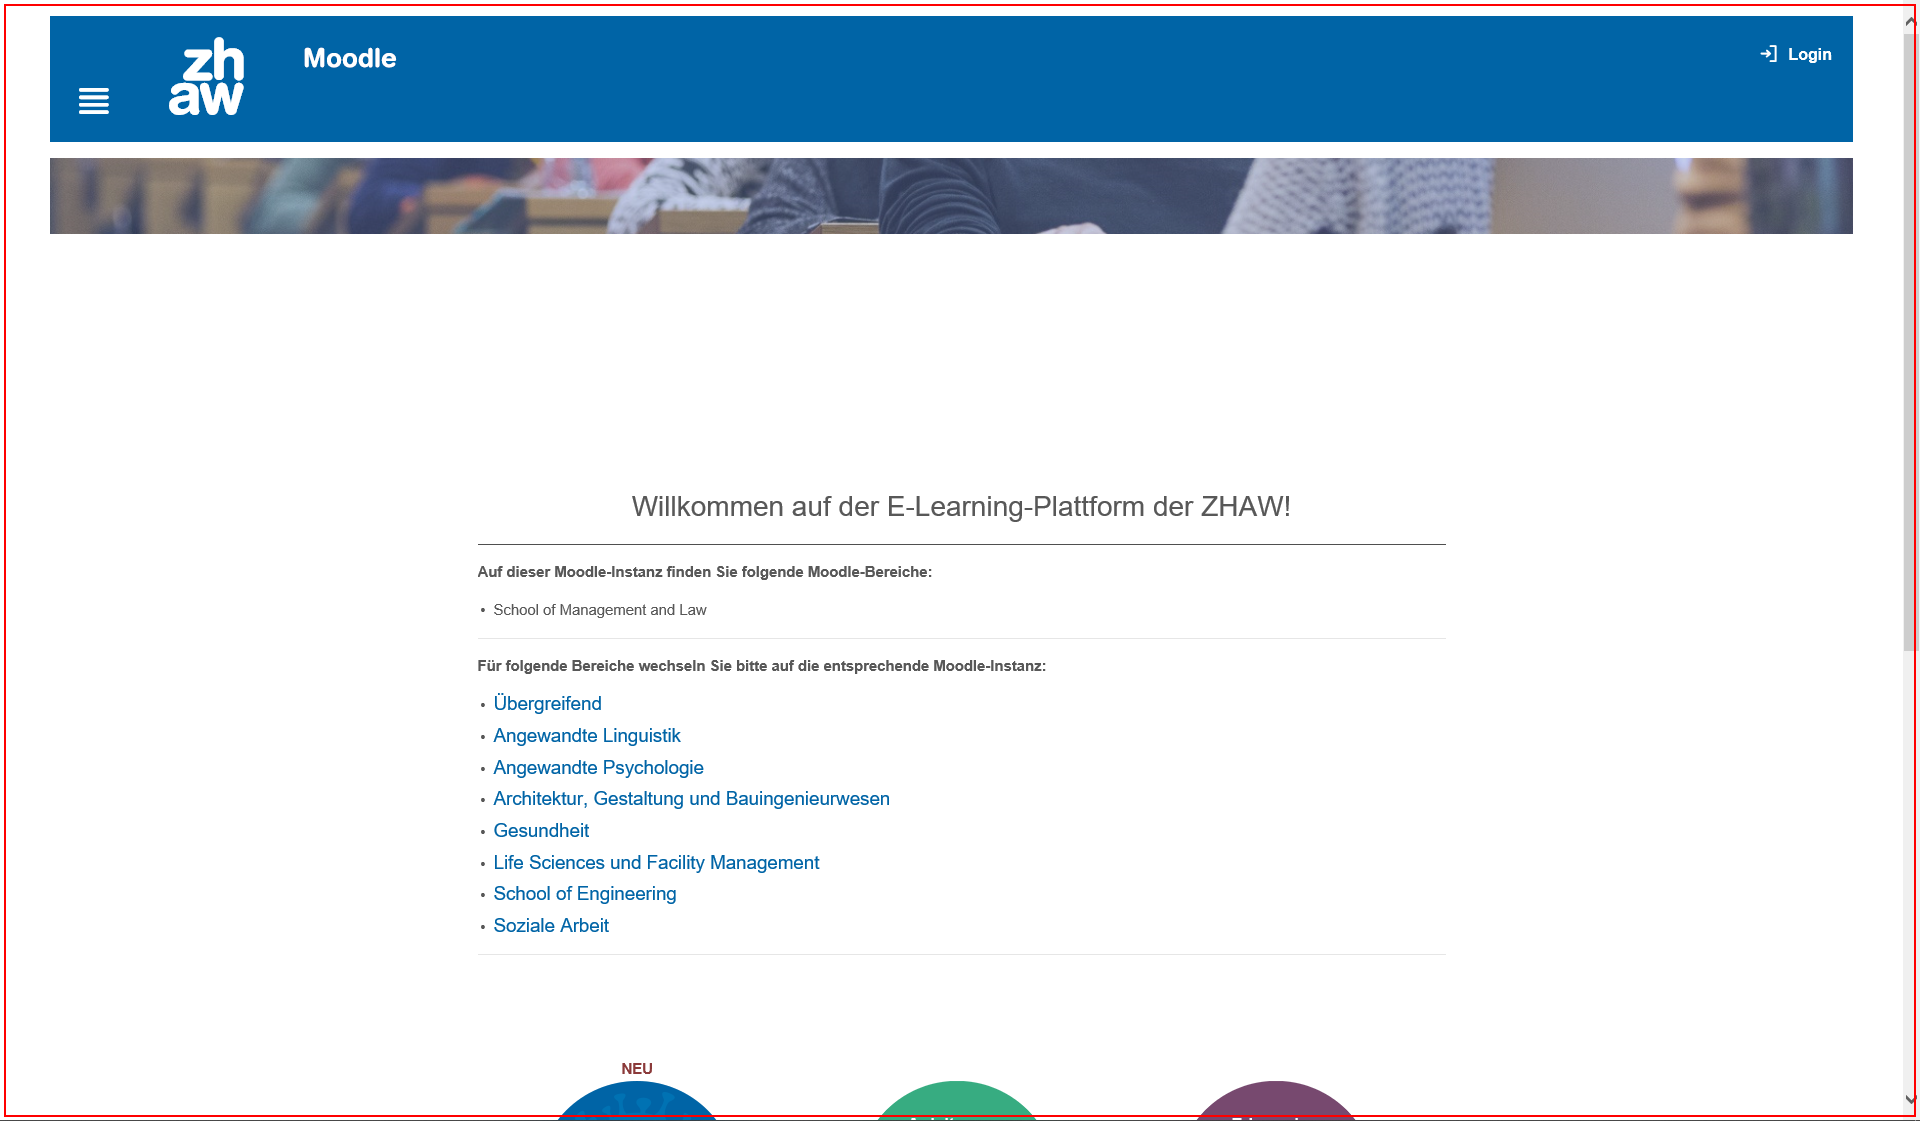 zh
aw
Moodle
Login
Willkommen auf der E-Learning-Plattform der ZHAW!
Auf dieser Moodle-Instanz finden Sie folgende Moodle-Bereiche:
• School of Management and Law
Für folgende Bereiche wechseln Sie bitte auf die entsprechende Moodle-Instanz:
• Übergreifend
• Angewandte Linguistik
• Angewandte Psychologie
• Architektur, Gestaltung und Bauingenieurwesen
• Gesundheit
• Life Sciences und Facility Management
• School of Engineering
• Soziale Arbeit
NEU